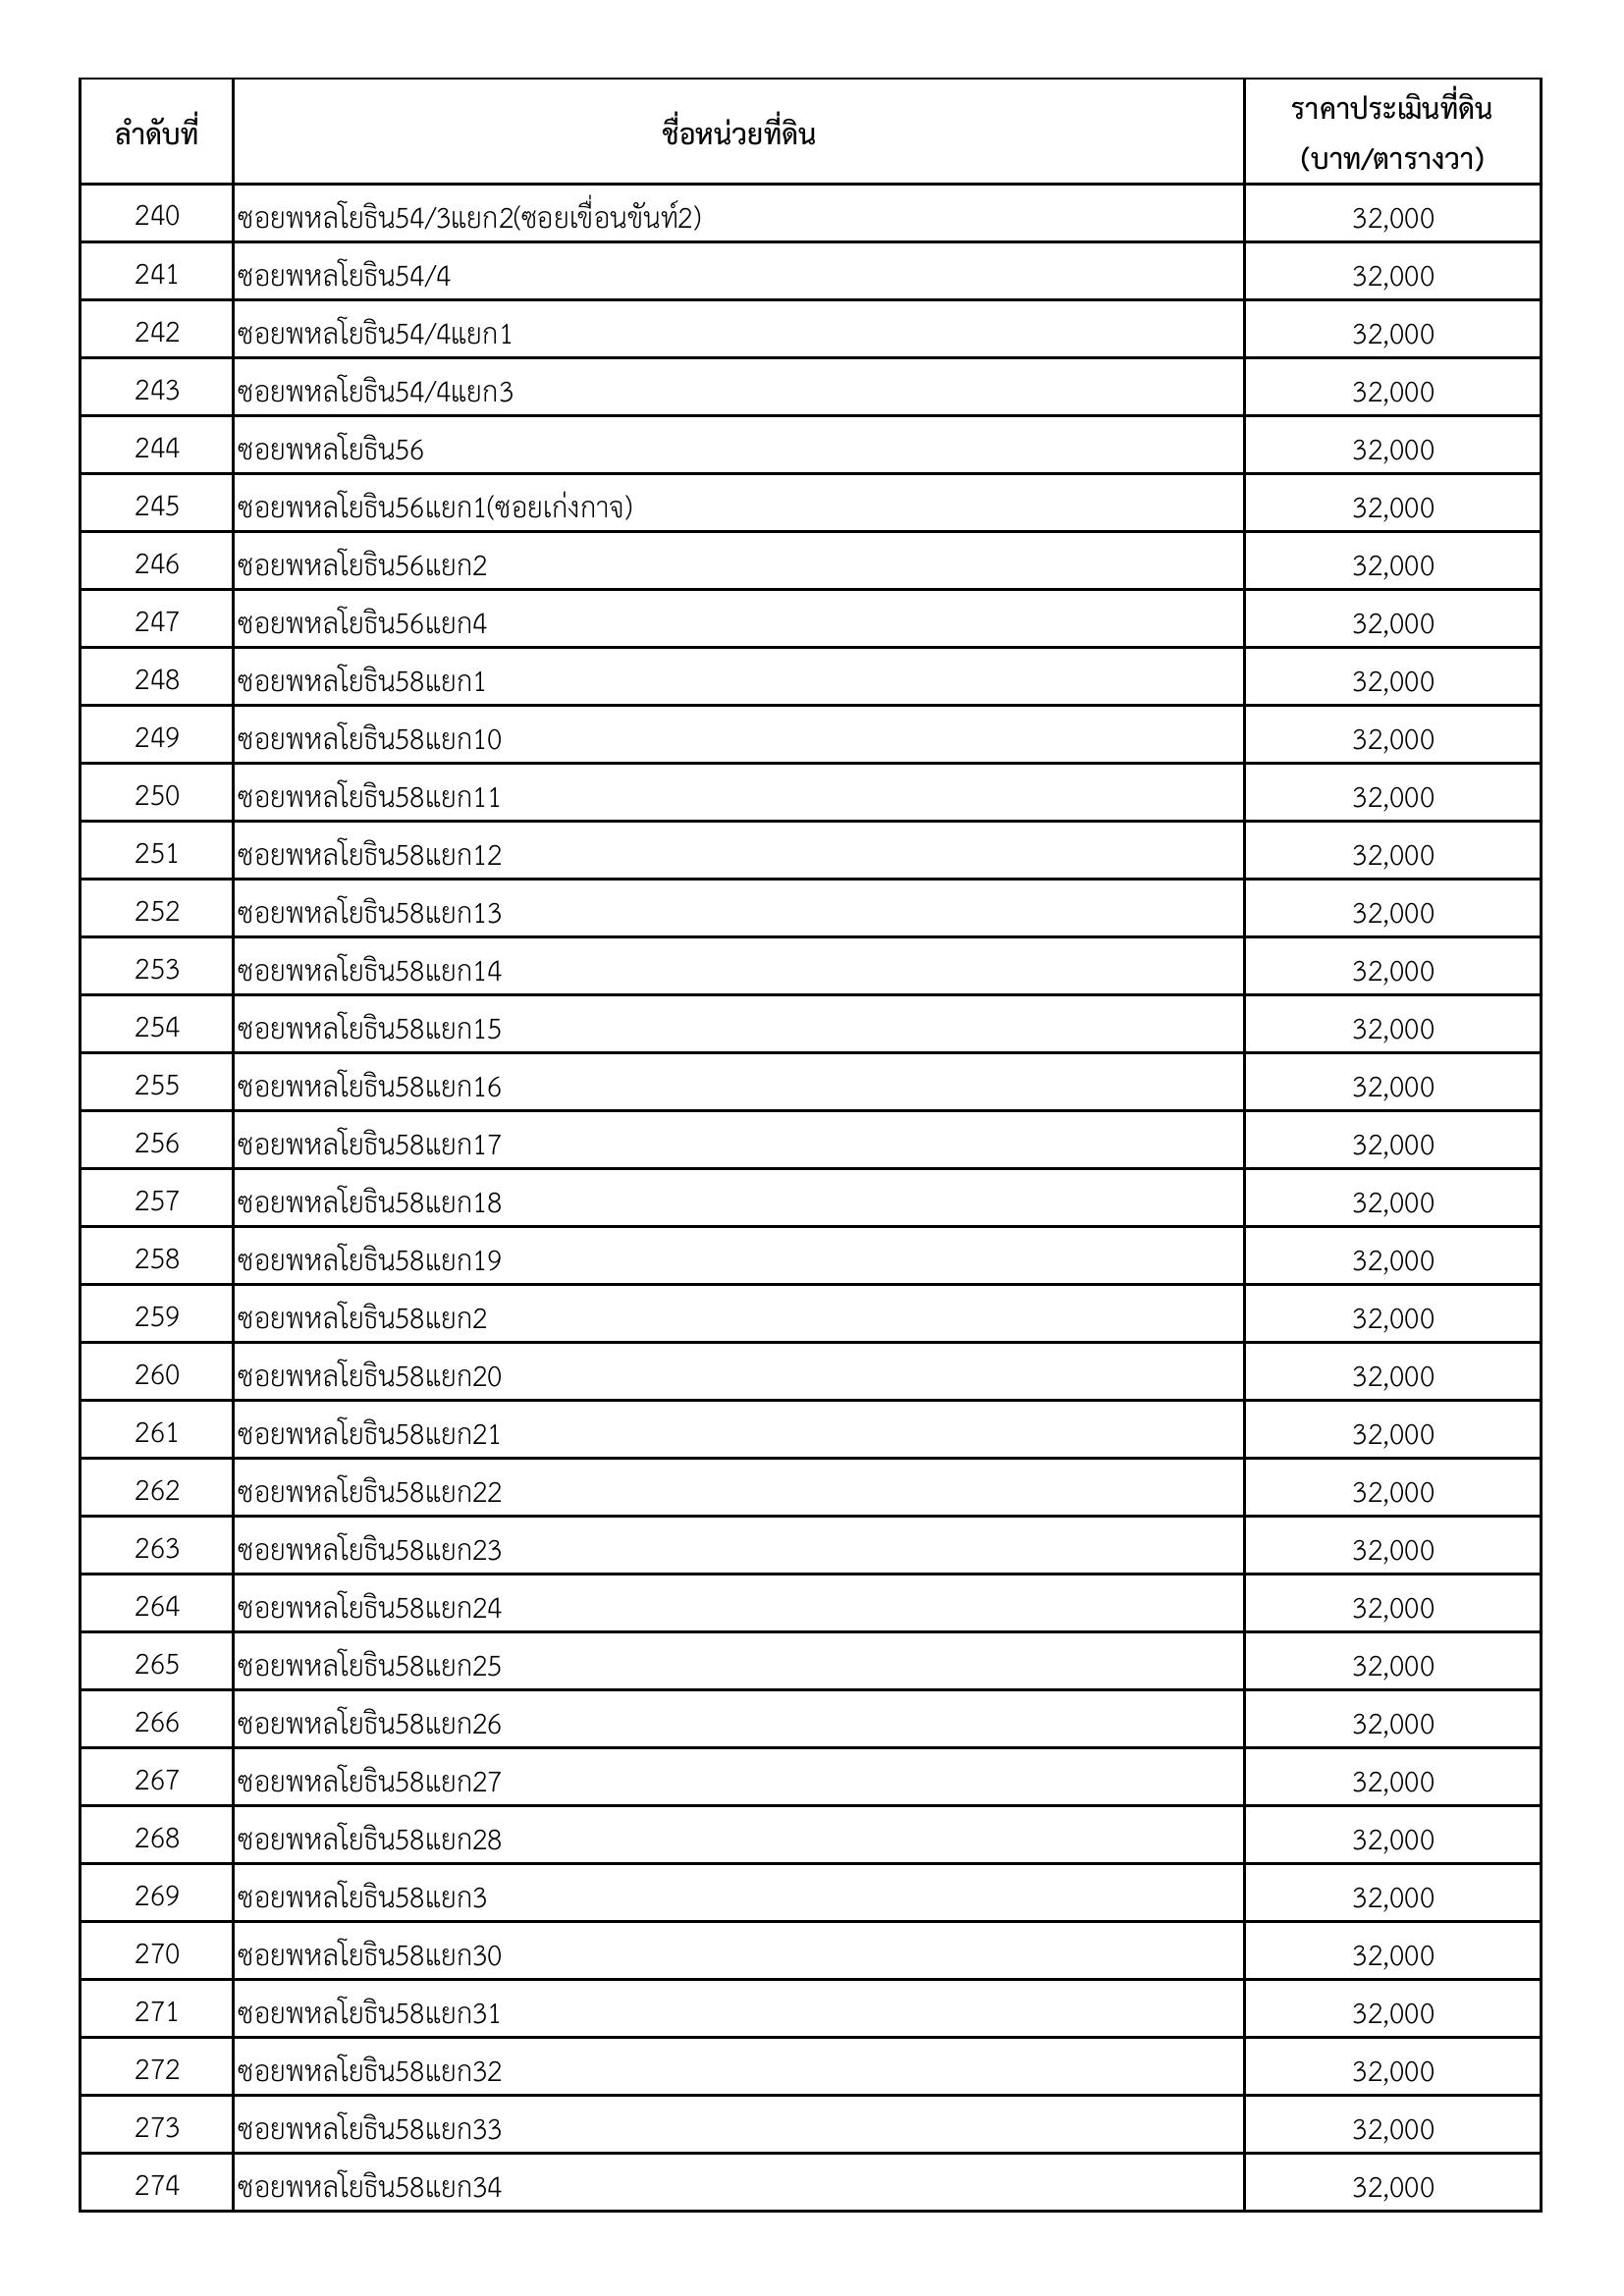 ลำดับที่ ชื่อหน่วยที่ดิน ราคาประเมินที่ดิน
(บาท/ตารางวา)
240 ซอยพหลโยธิน54/3แยก2(ซอยเขื่อนขันท์2) 32,000
241 ซอยพหลโยธิน54/4 32,000
242 ซอยพหลโยธิน54/4แยก1 32,000
243 ซอยพหลโยธิน54/4แยก3 32,000
244 ซอยพหลโยธิน56 32,000
245 ซอยพหลโยธิน56แยก1(ซอยเก่งกาจ) 32,000
246 ซอยพหลโยธิน56แยก2 32,000
247 ซอยพหลโยธิน56แยก4 32,000
248 ซอยพหลโยธิน58แยก1 32,000
249 ซอยพหลโยธิน58แยก10 32,000
250 ซอยพหลโยธิน58แยก11 32,000
251 ซอยพหลโยธิน58แยก12 32,000
252 ซอยพหลโยธิน58แยก13 32,000
253 ซอยพหลโยธิน58แยก14 32,000
254 ซอยพหลโยธิน58แยก15 32,000
255 ซอยพหลโยธิน58แยก16 32,000
256 ซอยพหลโยธิน58แยก17 32,000
257 ซอยพหลโยธิน58แยก18 32,000
258 ซอยพหลโยธิน58แยก19 32,000
259 ซอยพหลโยธิน58แยก2 32,000
260 ซอยพหลโยธิน58แยก20 32,000
261 ซอยพหลโยธิน58แยก21 32,000
262 ซอยพหลโยธิน58แยก22 32,000
263 ซอยพหลโยธิน58แยก23 32,000
264 ซอยพหลโยธิน58แยก24 32,000
265 ซอยพหลโยธิน58แยก25 32,000
266 ซอยพหลโยธิน58แยก26 32,000
267 ซอยพหลโยธิน58แยก27 32,000
268 ซอยพหลโยธิน58แยก28 32,000
269 ซอยพหลโยธิน58แยก3 32,000
270 ซอยพหลโยธิน58แยก30 32,000
271 ซอยพหลโยธิน58แยก31 32,000
272 ซอยพหลโยธิน58แยก32 32,000
273 ซอยพหลโยธิน58แยก33 32,000
274 ซอยพหลโยธิน58แยก34 32,000